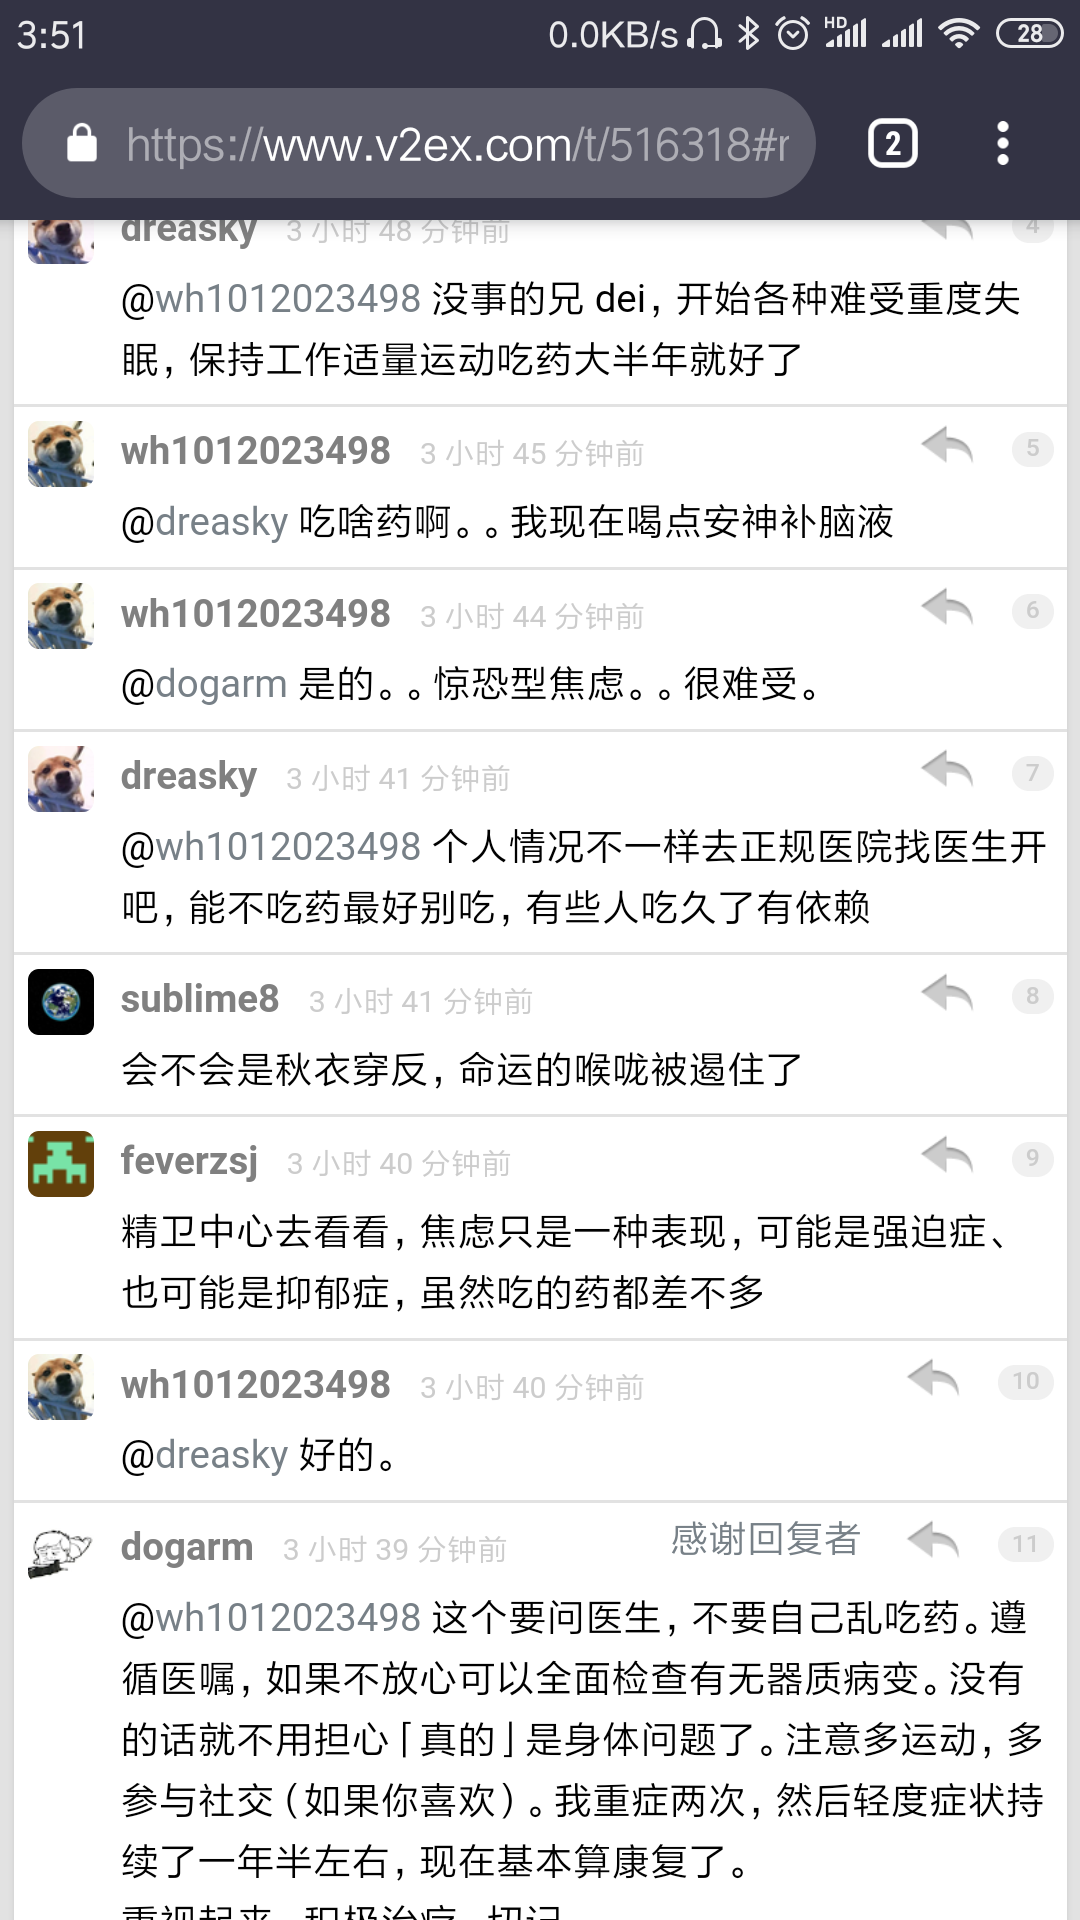 3:51 0.0KB/s HD 28
https://www.v2ex.com/t/516318#r 2
dreasky 3 小时 48 分钟前 4
@wh1012023498 没事的兄 dei，开始各种难受重度失
眠，保持工作适量运动吃药大半年就好了
wh1012023498 3 小时 45 分钟前 5
@dreasky 吃啥药啊。。我现在喝点安神补脑液
wh1012023498 3 小时 44 分钟前 6
@dogarm 是的。。惊恐型焦虑。。很难受。
dreasky 3 小时 41 分钟前 7
@wh1012023498 个人情况不一样去正规医院找医生开
吧，能不吃药最好别吃，有些人吃久了有依赖
sublime8 3 小时 41 分钟前 8
会不会是秋衣穿反，命运的喉咙被遏住了
feverzsj 3 小时 40 分钟前 9
精卫中心去看看，焦虑只是一种表现，可能是强迫症、
也可能是抑郁症，虽然吃的药都差不多
wh1012023498 3 小时 40 分钟前 10
@dreasky 好的。
dogarm 3 小时 39 分钟前 感谢回复者 11
@wh1012023498 这个要问医生，不要自己乱吃药。遵
循医嘱，如果不放心可以全面检查有无器质病变。没有
的话就不用担心「真的」是身体问题了。注意多运动，多
参与社交（如果你喜欢）。我重症两次，然后轻度症状持
续了一年半左右，现在基本算康复了。
重视起来，积极治疗，切记